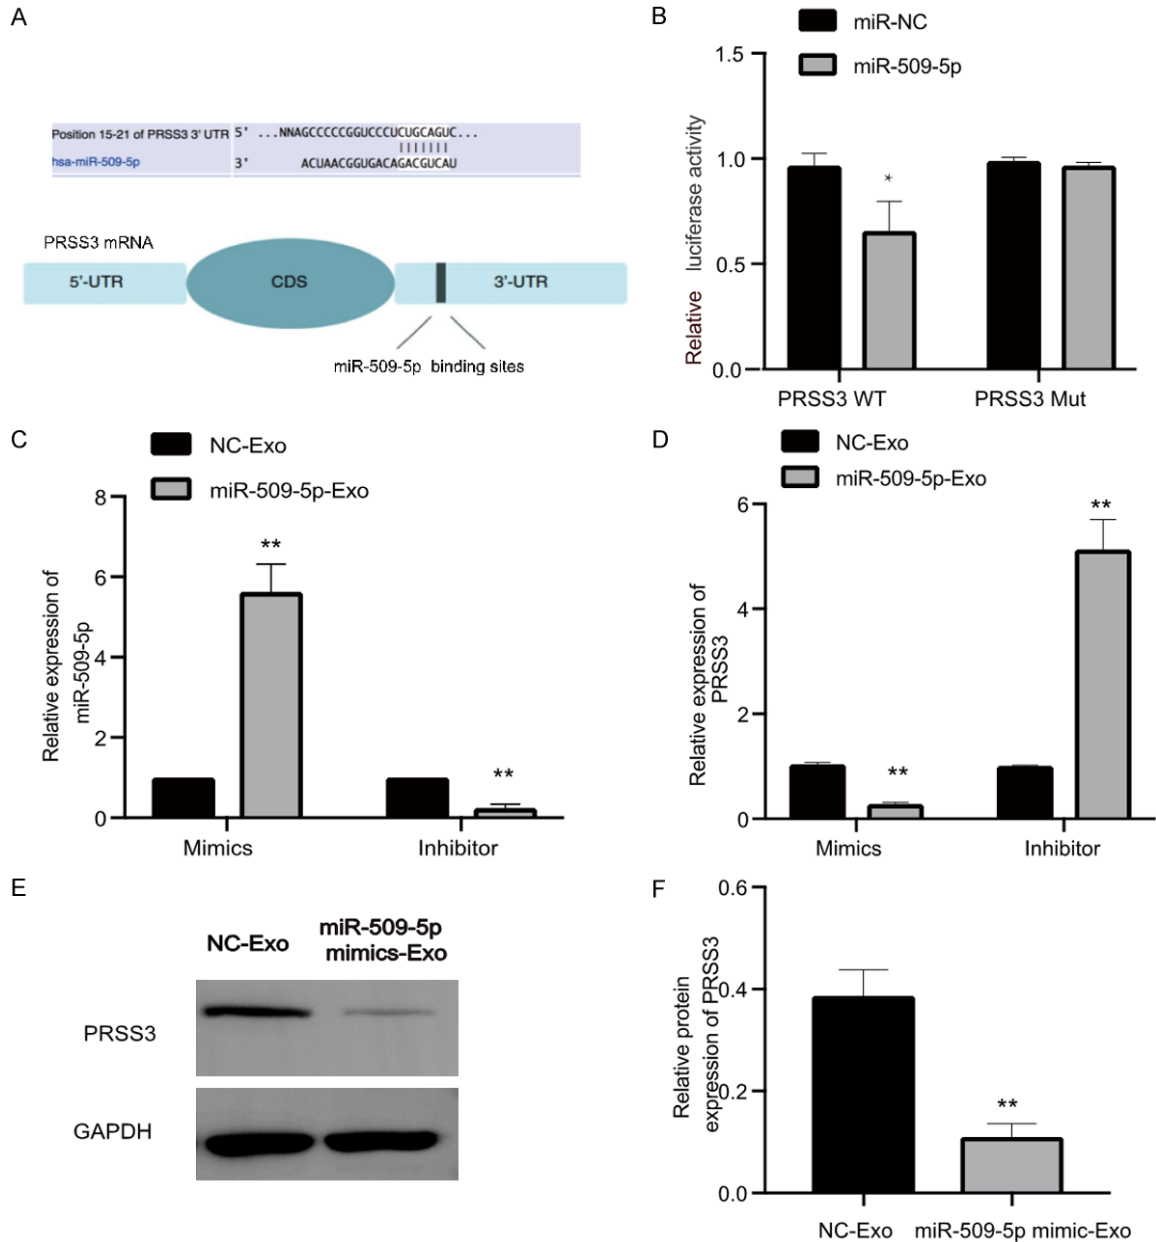 A
Position 15-21 of PRSS3 3' UTR 5' ...NNAGCCCCCGGUCCCUCUGCAGUC...
hsa-miR-509-5p 3' ACUAACGGUGACAGACGUCAU
PRSS3 mRNA
5'-UTR CDS 3'-UTR
miR-509-5p binding sites
B
miR-NC
miR-509-5p
Relative luciferase activity
1.5
1.0
0.5
0.0
*
PRSS3 WT PRSS3 Mut
C
NC-Exo
miR-509-5p-Exo
Relative expression of
miR-509-5p
8
6
4
2
0
**
**
Mimics Inhibitor
D
NC-Exo
miR-509-5p-Exo
Relative expression of
PRSS3
6
4
2
0
**
**
Mimics Inhibitor
E
NC-Exo
miR-509-5p
mimics-Exo
PRSS3
GAPDH
F
Relative protein
expression of PRSS3
0.6
0.4
0.2
0.0
**
NC-Exo miR-509-5p mimic-Exo